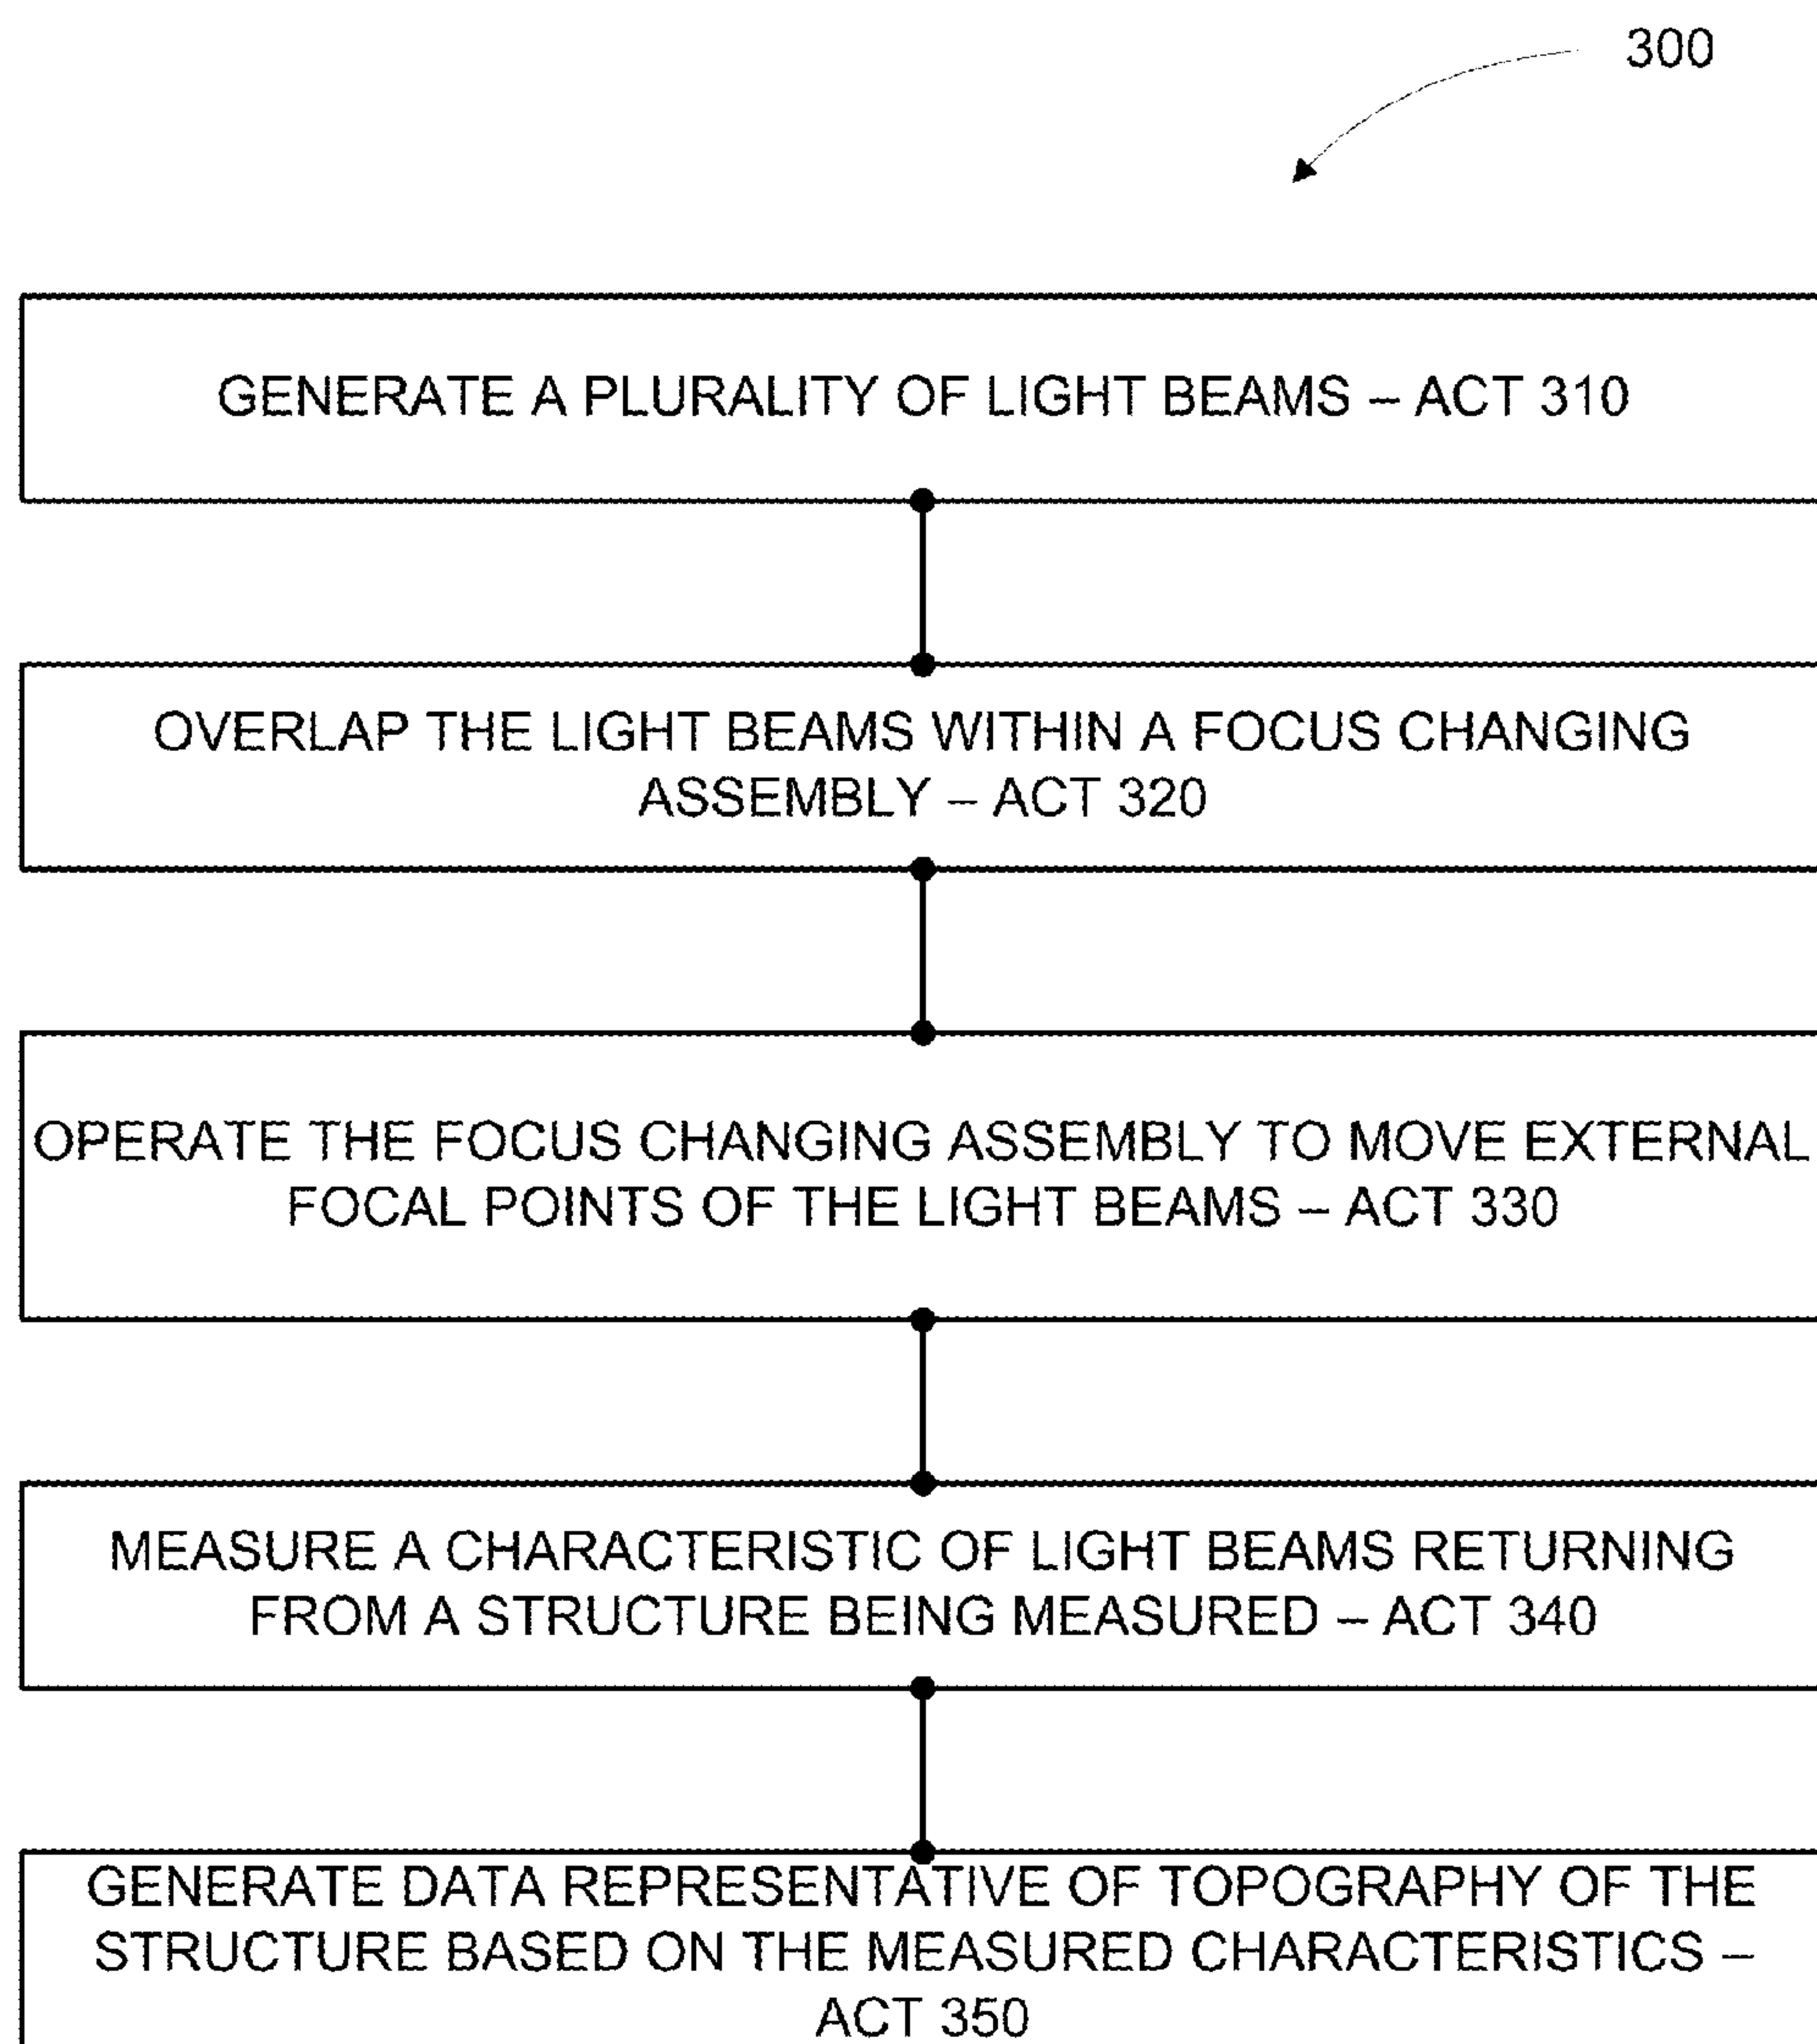 300
GENERATE A PLURALITY OF LIGHT BEAMS – ACT 310
OVERLAP THE LIGHT BEAMS WITHIN A FOCUS CHANGING
ASSEMBLY – ACT 320
OPERATE THE FOCUS CHANGING ASSEMBLY TO MOVE EXTERNAL
FOCAL POINTS OF THE LIGHT BEAMS – ACT 330
MEASURE A CHARACTERISTIC OF LIGHT BEAMS RETURNING
FROM A STRUCTURE BEING MEASURED – ACT 340
GENERATE DATA REPRESENTATIVE OF TOPOGRAPHY OF THE
STRUCTURE BASED ON THE MEASURED CHARACTERISTICS –
ACT 350